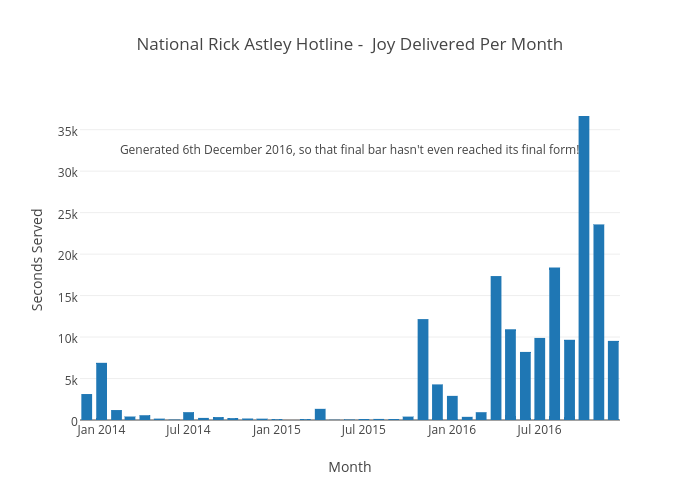 National Rick Astley Hotline -  Joy Delivered Per Month
35k
Generated 6th December 2016, so that final bar hasn't even reached its final form!
30k
25k
20k
15k
10k
5k
0
Seconds Served
Jan 2014
Jul 2014
Jan 2015
Jul 2015
Jan 2016
Jul 2016
Month